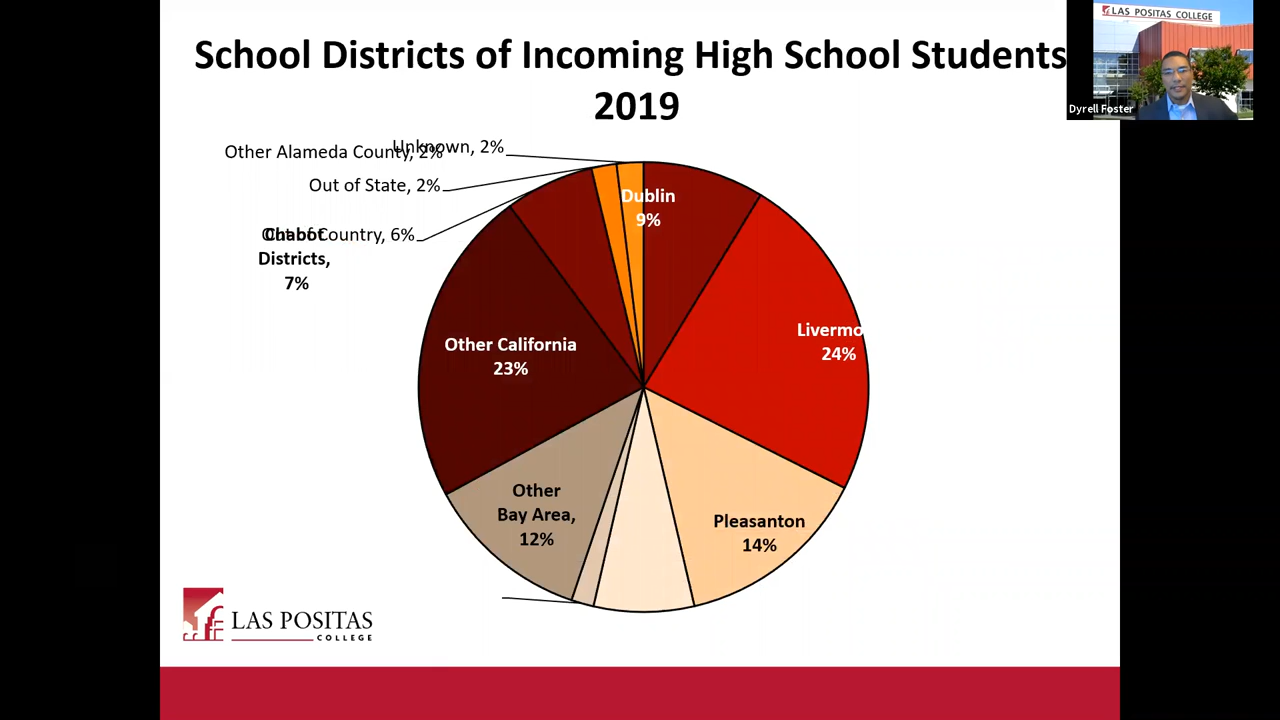 School Districts of Incoming High School Students
2019
LAS POSITAS COLLEGE
Dyrell Foster
Unknown, 2%
Other Alameda County, 2%
Out of State, 2%
Out of Country, 6%
Chabot
Districts,
7%
Dublin
9%
Livermo
24%
Other California
23%
Other
Bay Area,
12%
Pleasanton
14%
LAS POSITAS
COLLEGE